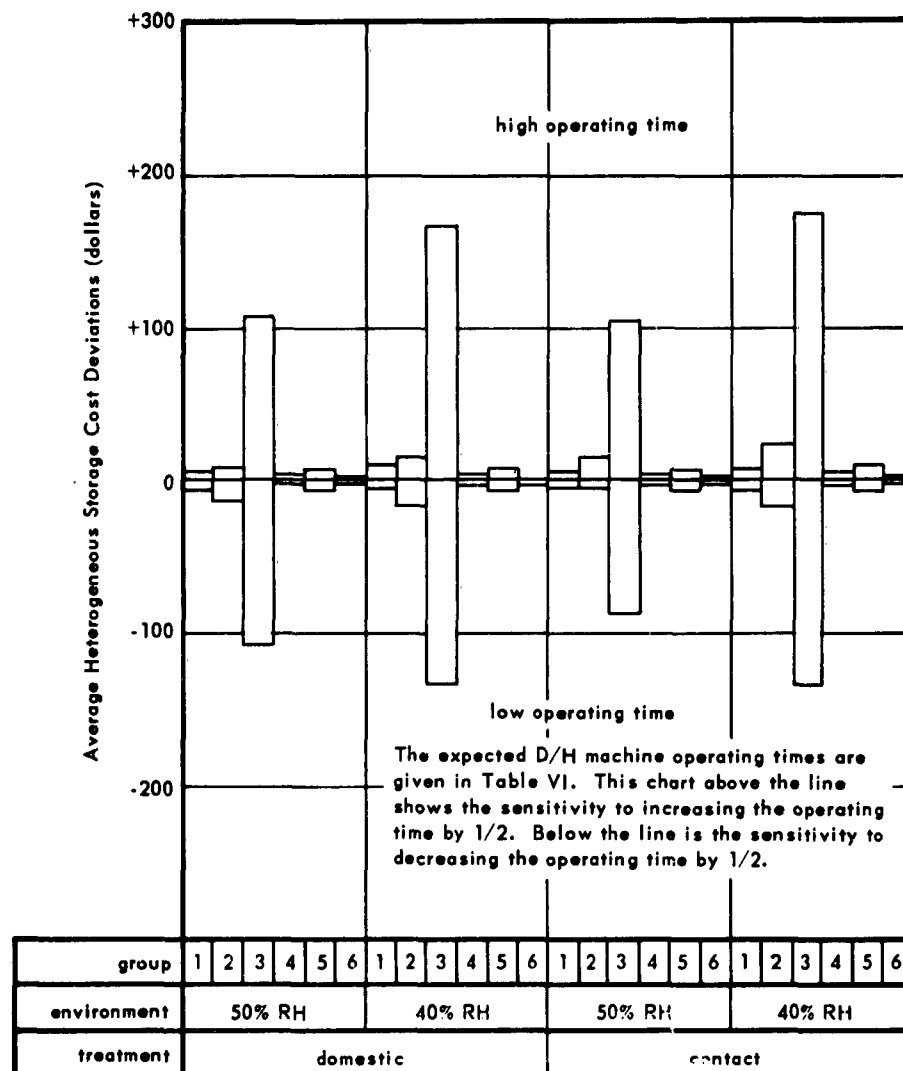 +300
high operating time
+200
+100
0
-100
-200
Average Heterogeneous Storage Cost Deviations (dollars)
low operating time
The expected D/H machine operating times are
given in Table VI. This chart above the line
shows the sensitivity to increasing the operating
time by 1/2. Below the line is the sensitivity to
decreasing the operating time by 1/2.
group 1 2 3 4 5 6 1 2 3 4 5 6 1 2 3 4 5 6 1 2 3 4 5 6
environment 50% RH 40% RH 50% RH 40% RH
treatment domestic contact